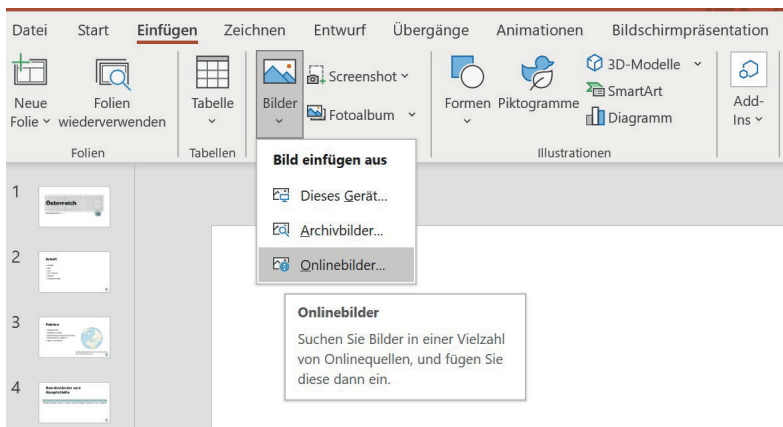 Datei Start Einfügen Zeichnen Entwurf Übergänge Animationen Bildschirmpräsentation
Neue Folie
Folien wiederverwenden
Folien
Tabelle
Tabellen
Bilder
Screenshot
Fotoalbum
Formen
Piktogramme
3D-Modelle
SmartArt
Diagramm
Illustrationen
Add-
Ins
Bild einfügen aus
Dieses Gerät...
Archivbilder...
Onlinebilder...
Onlinebilder
Suchen Sie Bilder in einer Vielzahl
von Onlinequellen, und fügen Sie
diese dann ein.
1
Österreich
2
Inhalt
3
Fakten
4
Bundesländer und
Hauptstädte